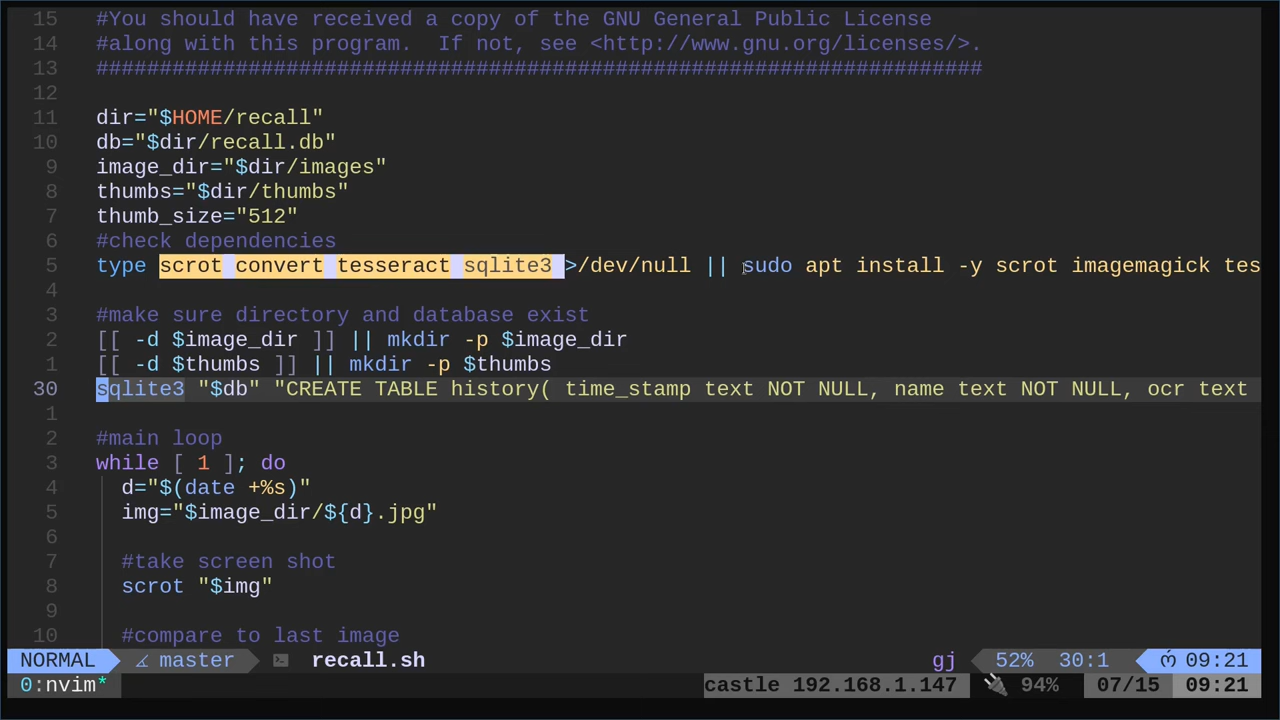 15 #You should have received a copy of the GNU General Public License
14 #along with this program.  If not, see <http://www.gnu.org/licenses/>.
13 ######################################################################
12
11 dir="$HOME/recall"
10 db="$dir/recall.db"
9 image_dir="$dir/images"
8 thumbs="$dir/thumbs"
7 thumb_size="512"
6 #check dependencies
5 type scrot convert tesseract sqlite3 >/dev/null || sudo apt install -y scrot imagemagick tes
4
3 #make sure directory and database exist
2 [[ -d $image_dir ]] || mkdir -p $image_dir
1 [[ -d $thumbs ]] || mkdir -p $thumbs
30 sqlite3 "$db" "CREATE TABLE history( time_stamp text NOT NULL, name text NOT NULL, ocr text
1
2 #main loop
3 while [ 1 ]; do
4   d="$(date +%s)"
5   img="$image_dir/${d}.jpg"
6
7   #take screen shot
8   scrot "$img"
9
10   #compare to last image
NORMAL master recall.sh gj 52% 30:1 09:21
0:nvim* castle 192.168.1.147 94% 07/15 09:21